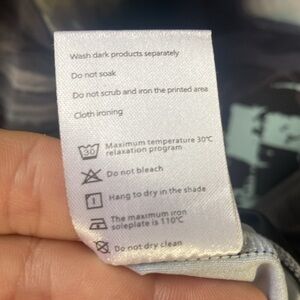 Wash dark products separately
Do not soak
Do not scrub and iron the printed area
Cloth ironing
30
Maximum temperature 30℃
relaxation program
Do not bleach
Hang to dry in the shade
The maximum iron
soleplate is 110℃
Do not dry clean